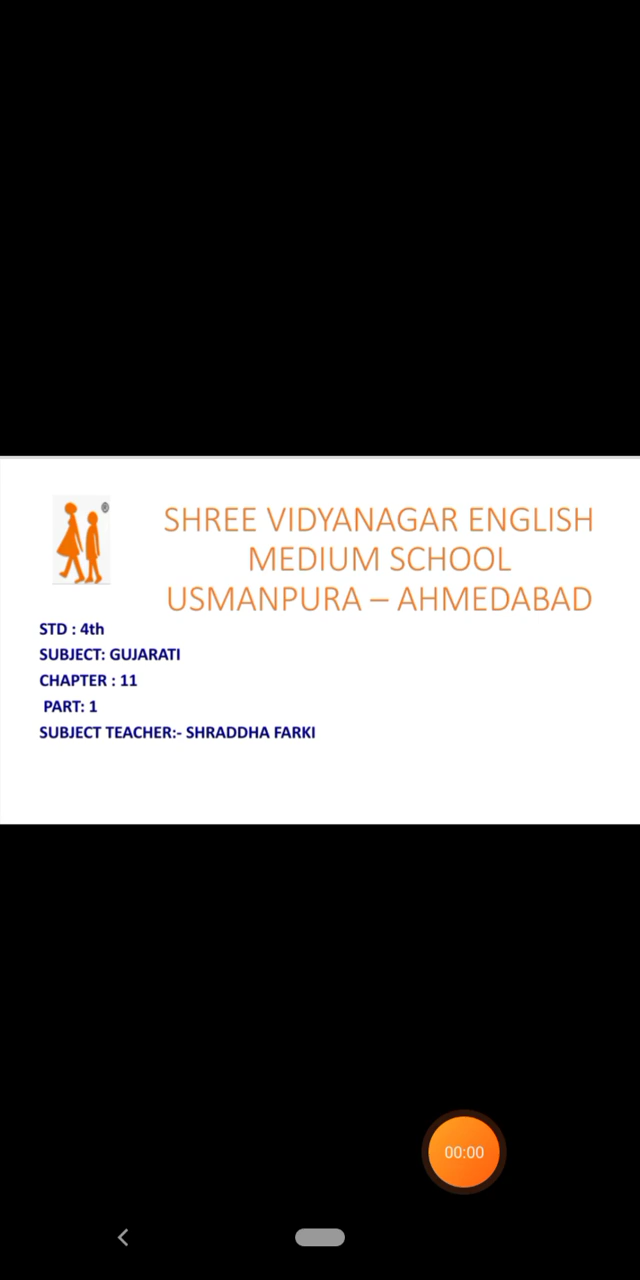 ®
SHREE VIDYANAGAR ENGLISH
MEDIUM SCHOOL
USMANPURA – AHMEDABAD
STD : 4th
SUBJECT: GUJARATI
CHAPTER : 11
PART: 1
SUBJECT TEACHER:- SHRADDHA FARKI
00:00